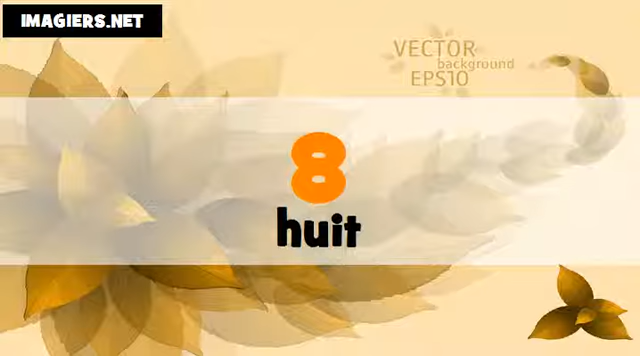 IMAGIERS.NET
VECTOR
background
EPS10
8
huit